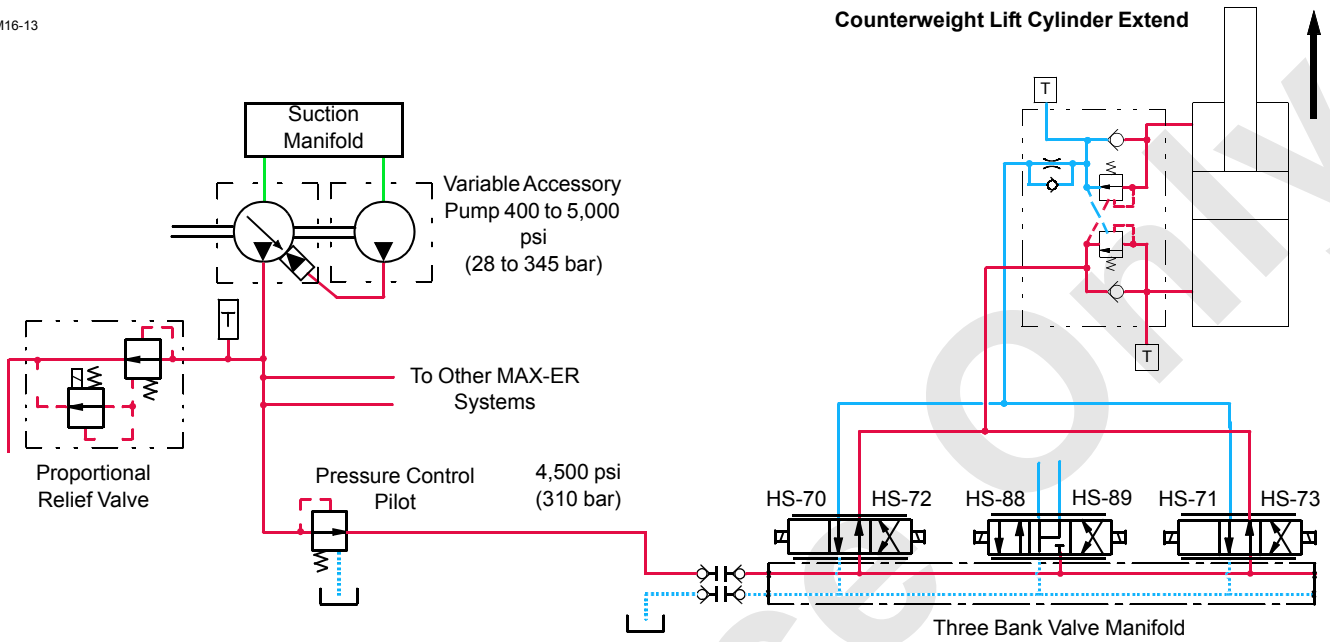 M16-13
Counterweight Lift Cylinder Extend
Suction
Manifold
Variable Accessory
Pump 400 to 5,000
psi
(28 to 345 bar)
T
T
T
To Other MAX-ER
Systems
Proportional
Relief Valve
Pressure Control
Pilot
4,500 psi
(310 bar)
HS-70
HS-72
HS-88
HS-89
HS-71
HS-73
Three Bank Valve Manifold